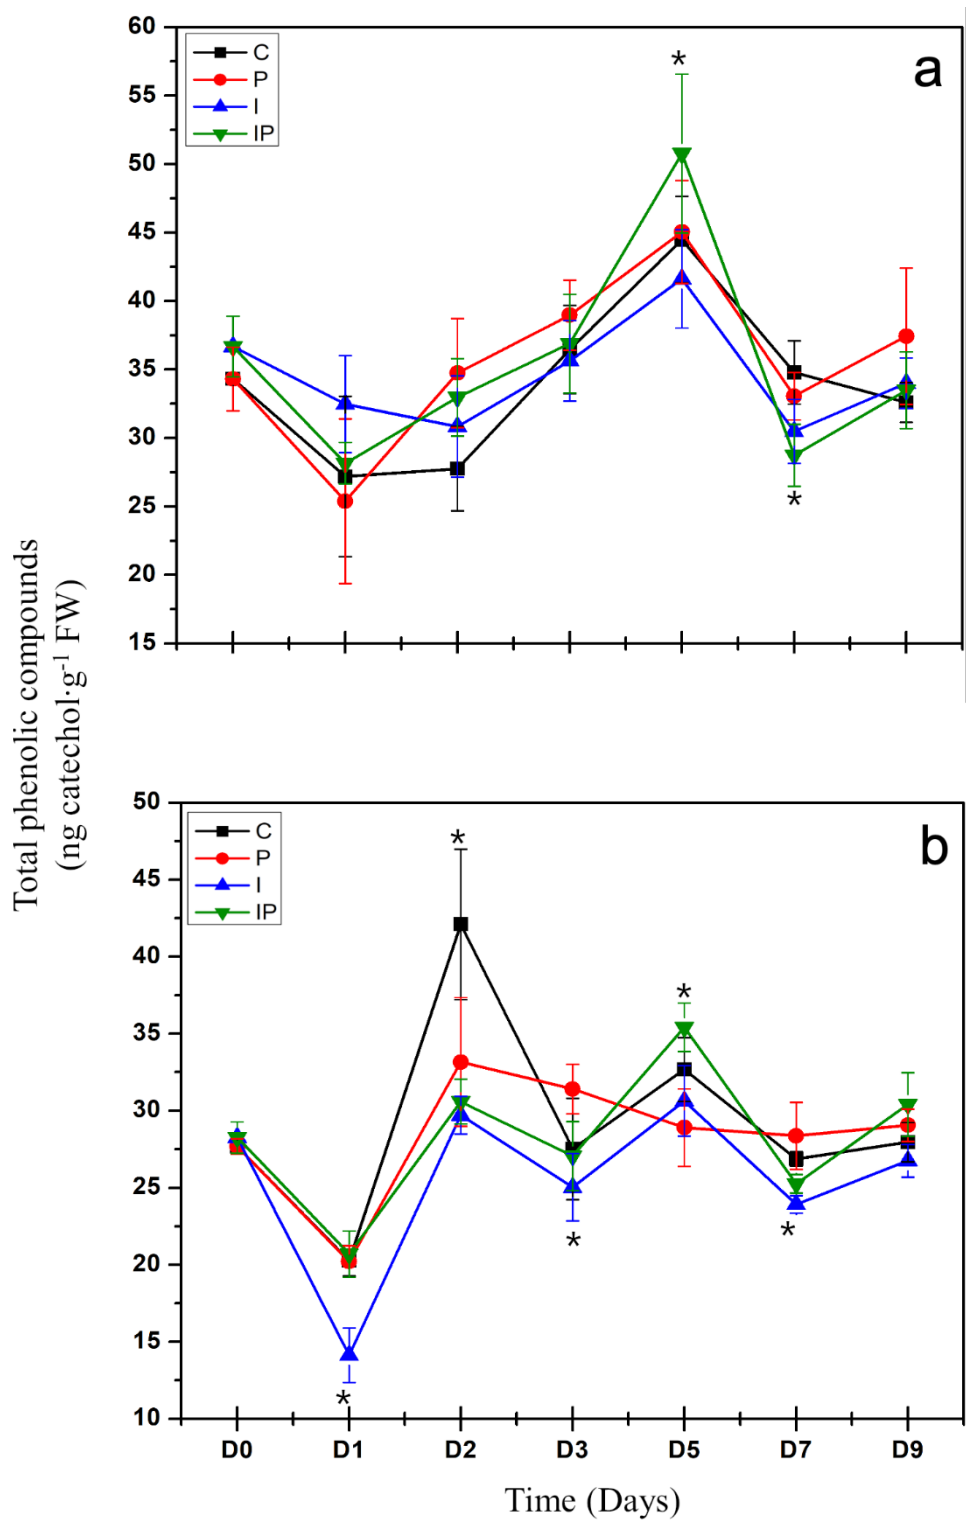 60
55
50
45
40
35
30
25
20
15
C
P
I
IP
a
*
*
Total phenolic compounds
(ng catechol·g⁻¹ FW)
50
45
40
35
30
25
20
15
10
C
P
I
IP
b
*
*
*
*
*
D0 D1 D2 D3 D5 D7 D9
Time (Days)